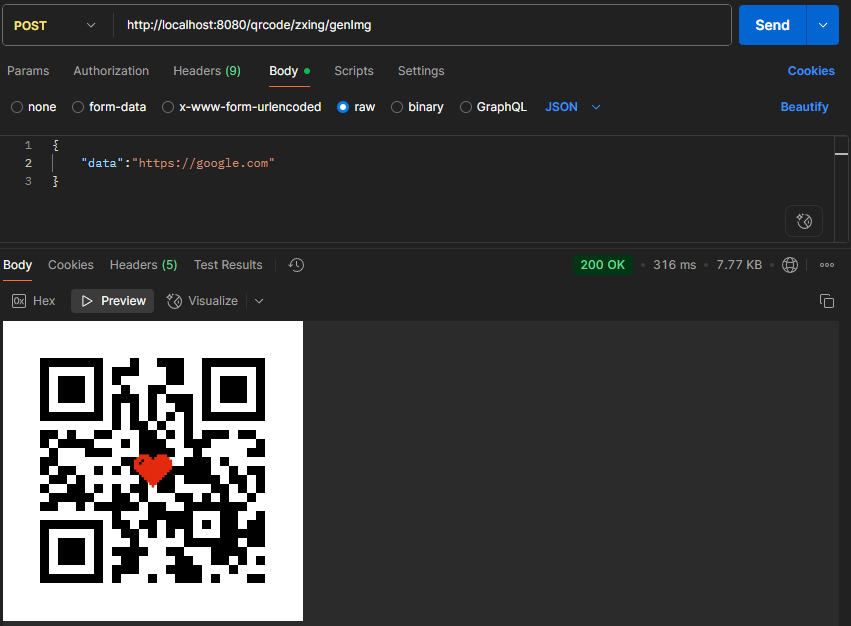 POST http://localhost:8080/qrcode/zxing/genImg Send
Params Authorization Headers (9) Body Scripts Settings Cookies
none form-data x-www-form-urlencoded raw binary GraphQL JSON Beautify
1 {
2 "data":"https://google.com"
3 }
Body Cookies Headers (5) Test Results 200 OK • 316 ms • 7.77 KB •
0x Hex Preview Visualize